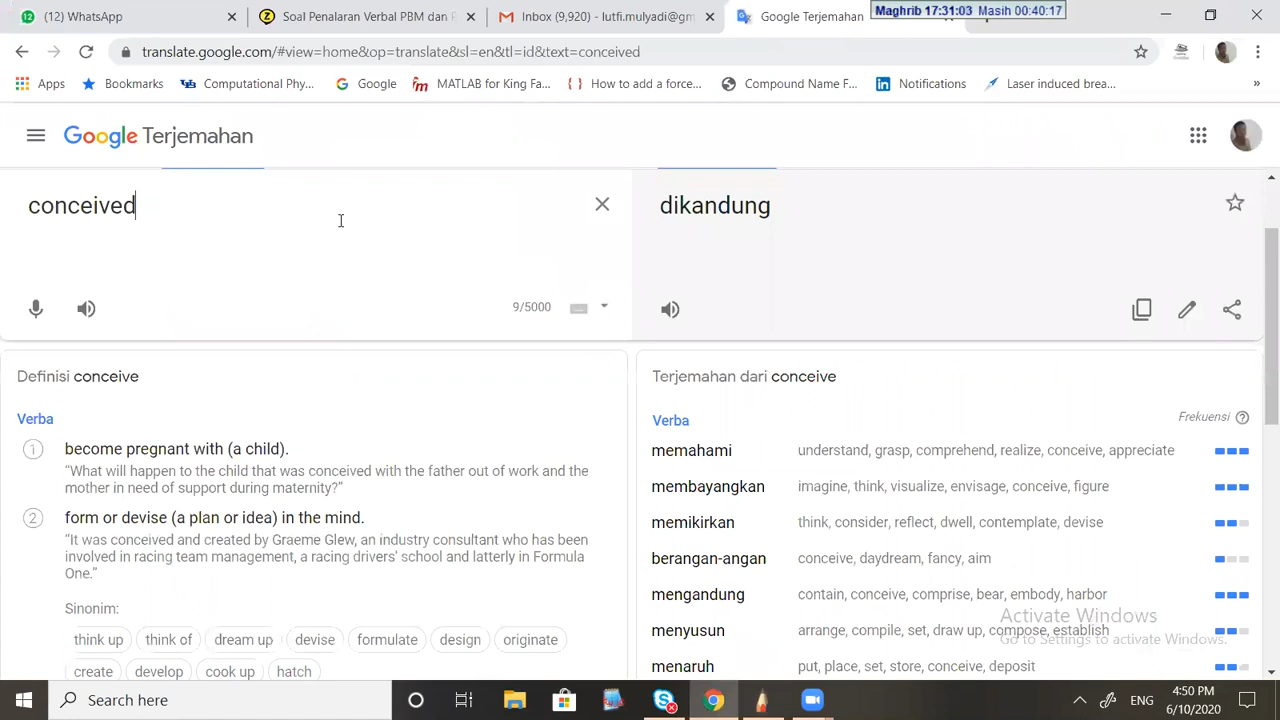 (12) WhatsApp
Soal Penalaran Verbal PBM dan
Inbox (9,920) - lutfi.mulyadi@gm
Google Terjemahan
Maghrib 17:31:03 Masih 00:40:17
translate.google.com/#view=home&op=translate&sl=en&tl=id&text=conceived
Apps
Bookmarks
Computational Phy...
Google
MATLAB for King Fa...
How to add a force...
Compound Name F...
Notifications
Laser induced brea...
»
Google Terjemahan
conceived
dikandung
9/5000
Definisi conceive
Verba
1 become pregnant with (a child).
“What will happen to the child that was conceived with the father out of work and the
mother in need of support during maternity?”
2 form or devise (a plan or idea) in the mind.
“It was conceived and created by Graeme Glew, an industry consultant who has been
involved in racing team management, a racing drivers' school and latterly in Formula
One.”
Sinonim:
think up think of dream up devise formulate design originate
create develop cook up hatch
Terjemahan dari conceive
Verba
Frekuensi
memahami understand, grasp, comprehend, realize, conceive, appreciate
membayangkan imagine, think, visualize, envisage, conceive, figure
memikirkan think, consider, reflect, dwell, contemplate, devise
berangan-angan conceive, daydream, fancy, aim
mengandung contain, conceive, comprise, bear, embody, harbor
menyusun arrange, compile, set, draw up, compose, establish
menaruh put, place, set, store, conceive, deposit
Activate Windows
Go to Settings to activate Windows.
Search here
ENG
4:50 PM
6/10/2020